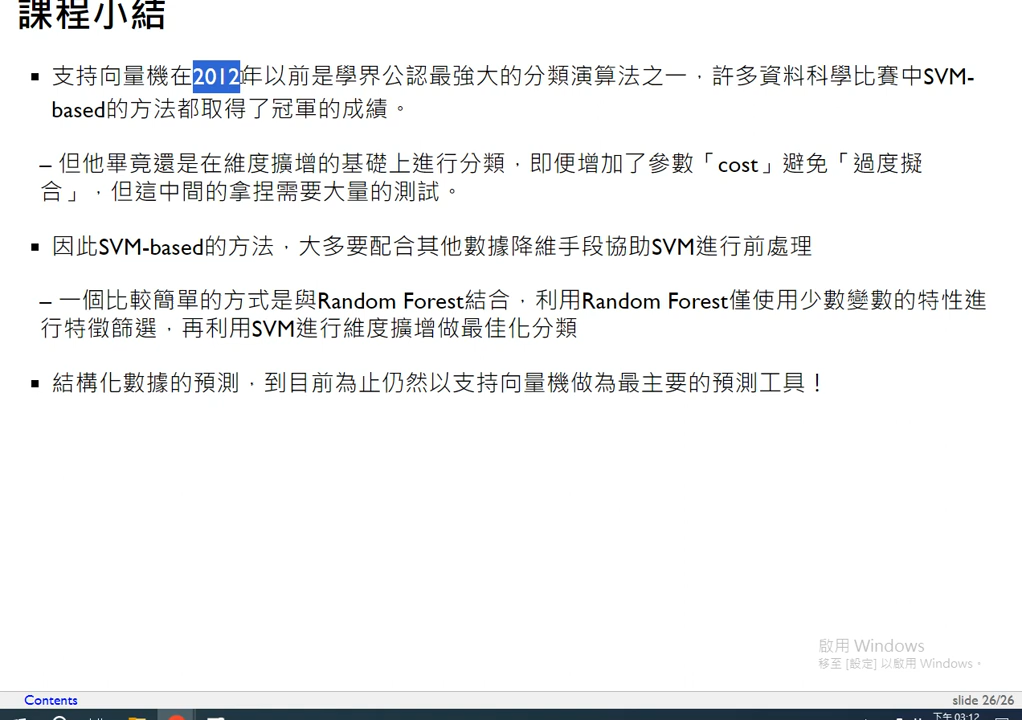 課程小結
▪ 支持向量機在2012年以前是學界公認最強大的分類演算法之一，許多資料科學比賽中SVM-
based的方法都取得了冠軍的成績。
– 但他畢竟還是在維度擴增的基礎上進行分類，即便增加了參數「cost」避免「過度擬
合」，但這中間的拿捏需要大量的測試。
▪ 因此SVM-based的方法，大多要配合其他數據降維手段協助SVM進行前處理
– 一個比較簡單的方式是與Random Forest結合，利用Random Forest僅使用少數變數的特性進
行特徵篩選，再利用SVM進行維度擴增做最佳化分類
▪ 結構化數據的預測，到目前為止仍然以支持向量機做為最主要的預測工具！
啟用 Windows
移至 [設定] 以啟用 Windows。
Contents
slide 26/26
下午 03:12